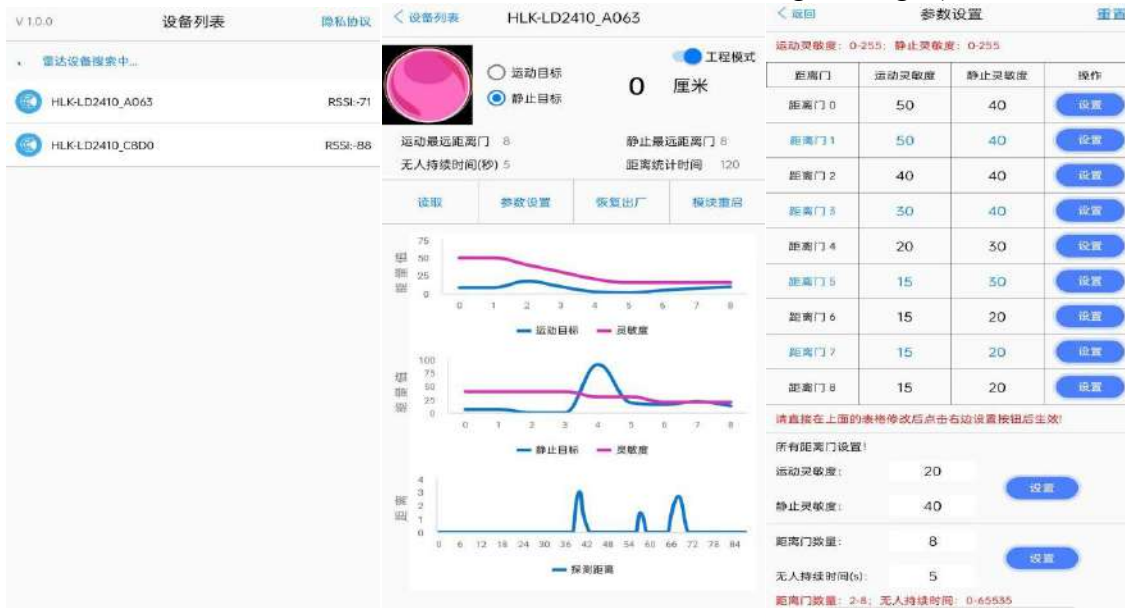 V 1.0.0 设备列表 隐私协议
雷达设备搜索中...
HLK-LD2410_A063 RSSI:-71
HLK-LD2410_C8D0 RSSI:-88
设备列表 HLK-LD2410_A063
工程模式
运动目标
静止目标
0 厘米
运动最远距离门 8 静止最远距离门 8
无人持续时间(秒) 5 距离统计时间 120
读取 参数设置 恢复出厂 模块重启
能量值
75
50
25
0
0 1 2 3 4 5 6 7 8
运动目标 灵敏度
能量值
100
75
50
25
0
0 1 2 3 4 5 6 7 8
静止目标 灵敏度
距离
4
3
2
1
0
0 6 12 18 24 30 36 42 48 54 60 66 72 78 84
探测距离
返回 参数设置 重置
运动灵敏度：0-255；静止灵敏度：0-255
距离门 运动灵敏度 静止灵敏度 操作
距离门 0 50 40 设置
距离门 1 50 40 设置
距离门 2 40 40 设置
距离门 3 30 40 设置
距离门 4 20 30 设置
距离门 5 15 30 设置
距离门 6 15 20 设置
距离门 7 15 20 设置
距离门 8 15 20 设置
请直接在上面的表格修改后点击右边设置按钮后生效!
所有距离门设置!
运动灵敏度： 20
设置
静止灵敏度： 40
距离门数量： 8
设置
无人持续时间(s)： 5
距离门数量：2-8；无人持续时间：0-65535